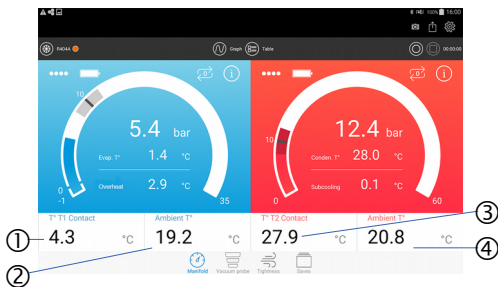 100% 16:00
R404A Graph Table 00:00:00
0 i 0 i
10 10
5.4 bar 12.4 bar
Evap. T° 1.4 °C Conden. T° 28.0 °C
Overheat 2.9 °C Subcooling 0.1 °C
0 -1 35 0 60
T° T1 Contact Ambient T° T° T2 Contact Ambient T°
① 4.3 °C 19.2 °C 27.9 °C 20.8 °C
② ③ ④
Manifold Vacuum probe Tightness Saves